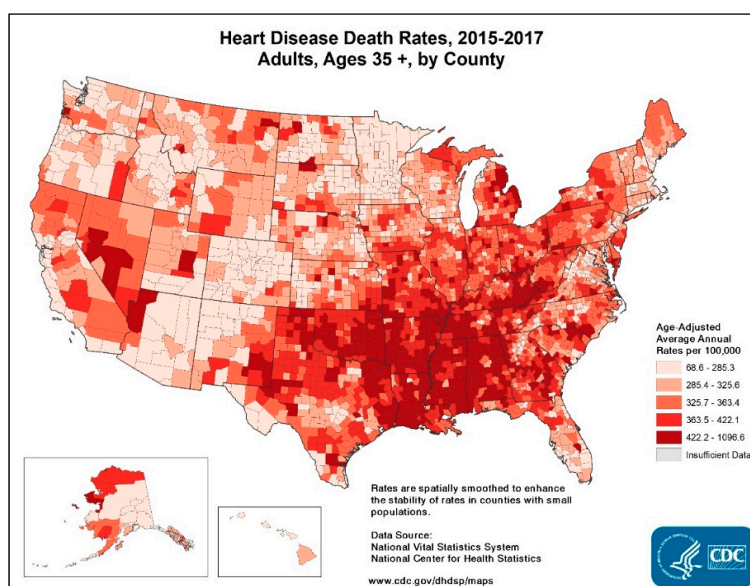 Heart Disease Death Rates, 2015-2017
Adults, Ages 35 +, by County
Age-Adjusted
Average Annual
Rates per 100,000
68.6 - 285.3
285.4 - 325.6
325.7 - 363.4
363.5 - 422.1
422.2 - 1096.6
Insufficient Data
Rates are spatially smoothed to enhance
the stability of rates in counties with small
populations.
Data Source:
National Vital Statistics System
National Center for Health Statistics
www.cdc.gov/dhdsp/maps
CDC